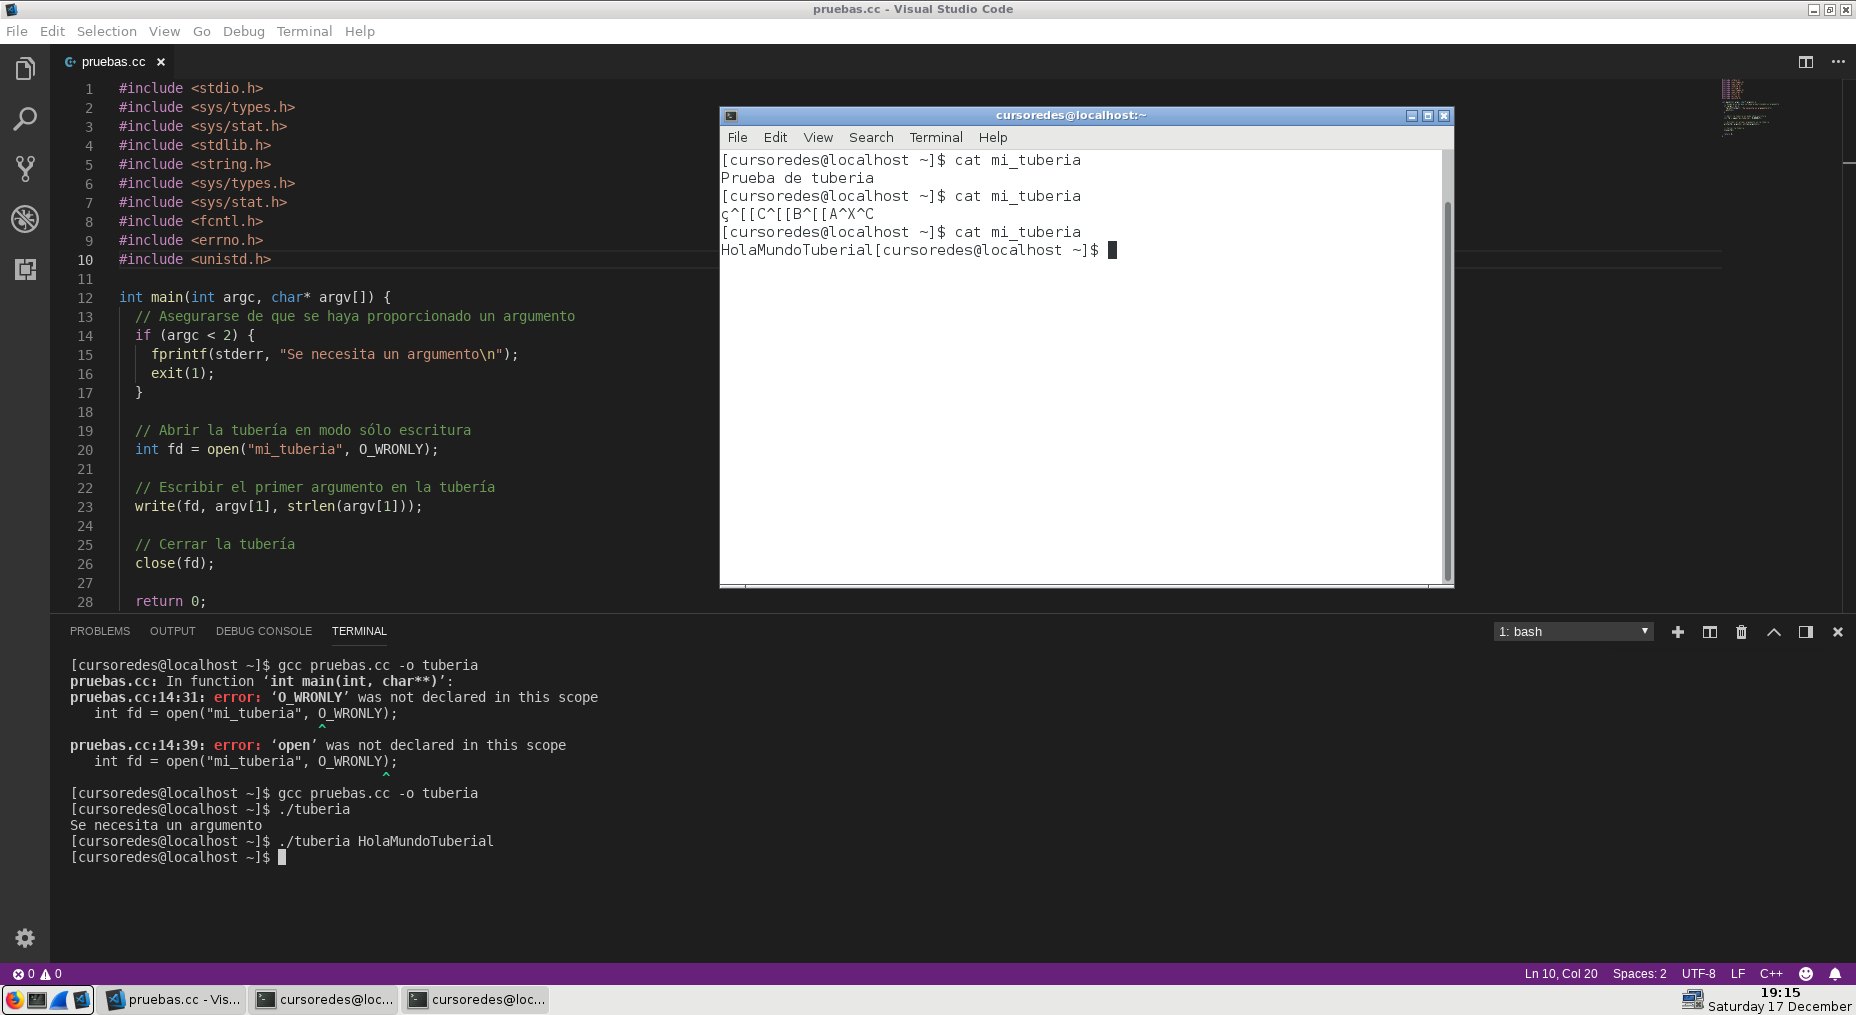 pruebas.cc - Visual Studio Code
File Edit Selection View Go Debug Terminal Help
pruebas.cc
1 #include <stdio.h>
2 #include <sys/types.h>
3 #include <sys/stat.h>
4 #include <stdlib.h>
5 #include <string.h>
6 #include <sys/types.h>
7 #include <sys/stat.h>
8 #include <fcntl.h>
9 #include <errno.h>
10 #include <unistd.h>
11
12 int main(int argc, char* argv[]) {
13 // Asegurarse de que se haya proporcionado un argumento
14 if (argc < 2) {
15 fprintf(stderr, "Se necesita un argumento\n");
16 exit(1);
17 }
18
19 // Abrir la tubería en modo sólo escritura
20 int fd = open("mi_tuberia", O_WRONLY);
21
22 // Escribir el primer argumento en la tubería
23 write(fd, argv[1], strlen(argv[1]));
24
25 // Cerrar la tubería
26 close(fd);
27
28 return 0;
cursoredes@localhost:~
File Edit View Search Terminal Help
[cursoredes@localhost ~]$ cat mi_tuberia
Prueba de tuberia
[cursoredes@localhost ~]$ cat mi_tuberia
ç^[[C^[[B^[[A^X^C
[cursoredes@localhost ~]$ cat mi_tuberia
HolaMundoTuberial[cursoredes@localhost ~]$
PROBLEMS OUTPUT DEBUG CONSOLE TERMINAL
1: bash
[cursoredes@localhost ~]$ gcc pruebas.cc -o tuberia
pruebas.cc: In function ‘int main(int, char**)’:
pruebas.cc:14:31: error: ‘O_WRONLY’ was not declared in this scope
int fd = open("mi_tuberia", O_WRONLY);
^
pruebas.cc:14:39: error: ‘open’ was not declared in this scope
int fd = open("mi_tuberia", O_WRONLY);
^
[cursoredes@localhost ~]$ gcc pruebas.cc -o tuberia
[cursoredes@localhost ~]$ ./tuberia
Se necesita un argumento
[cursoredes@localhost ~]$ ./tuberia HolaMundoTuberial
[cursoredes@localhost ~]$
0 0
Ln 10, Col 20 Spaces: 2 UTF-8 LF C++
pruebas.cc - Vis... cursoredes@loc... cursoredes@loc...
19:15
Saturday 17 December